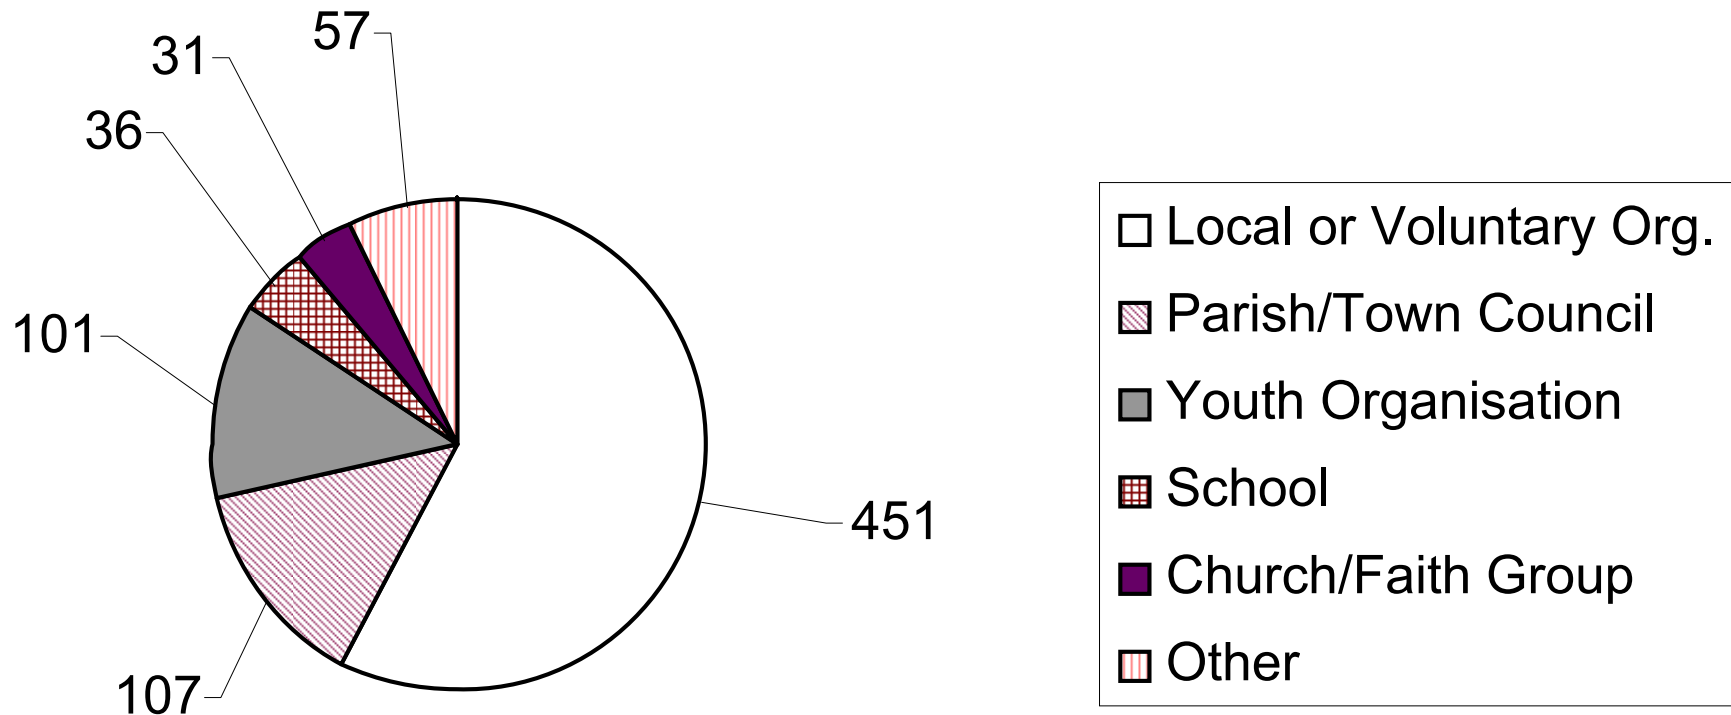 57
31
36
101
451
107
Local or Voluntary Org.
Parish/Town Council
Youth Organisation
School
Church/Faith Group
Other